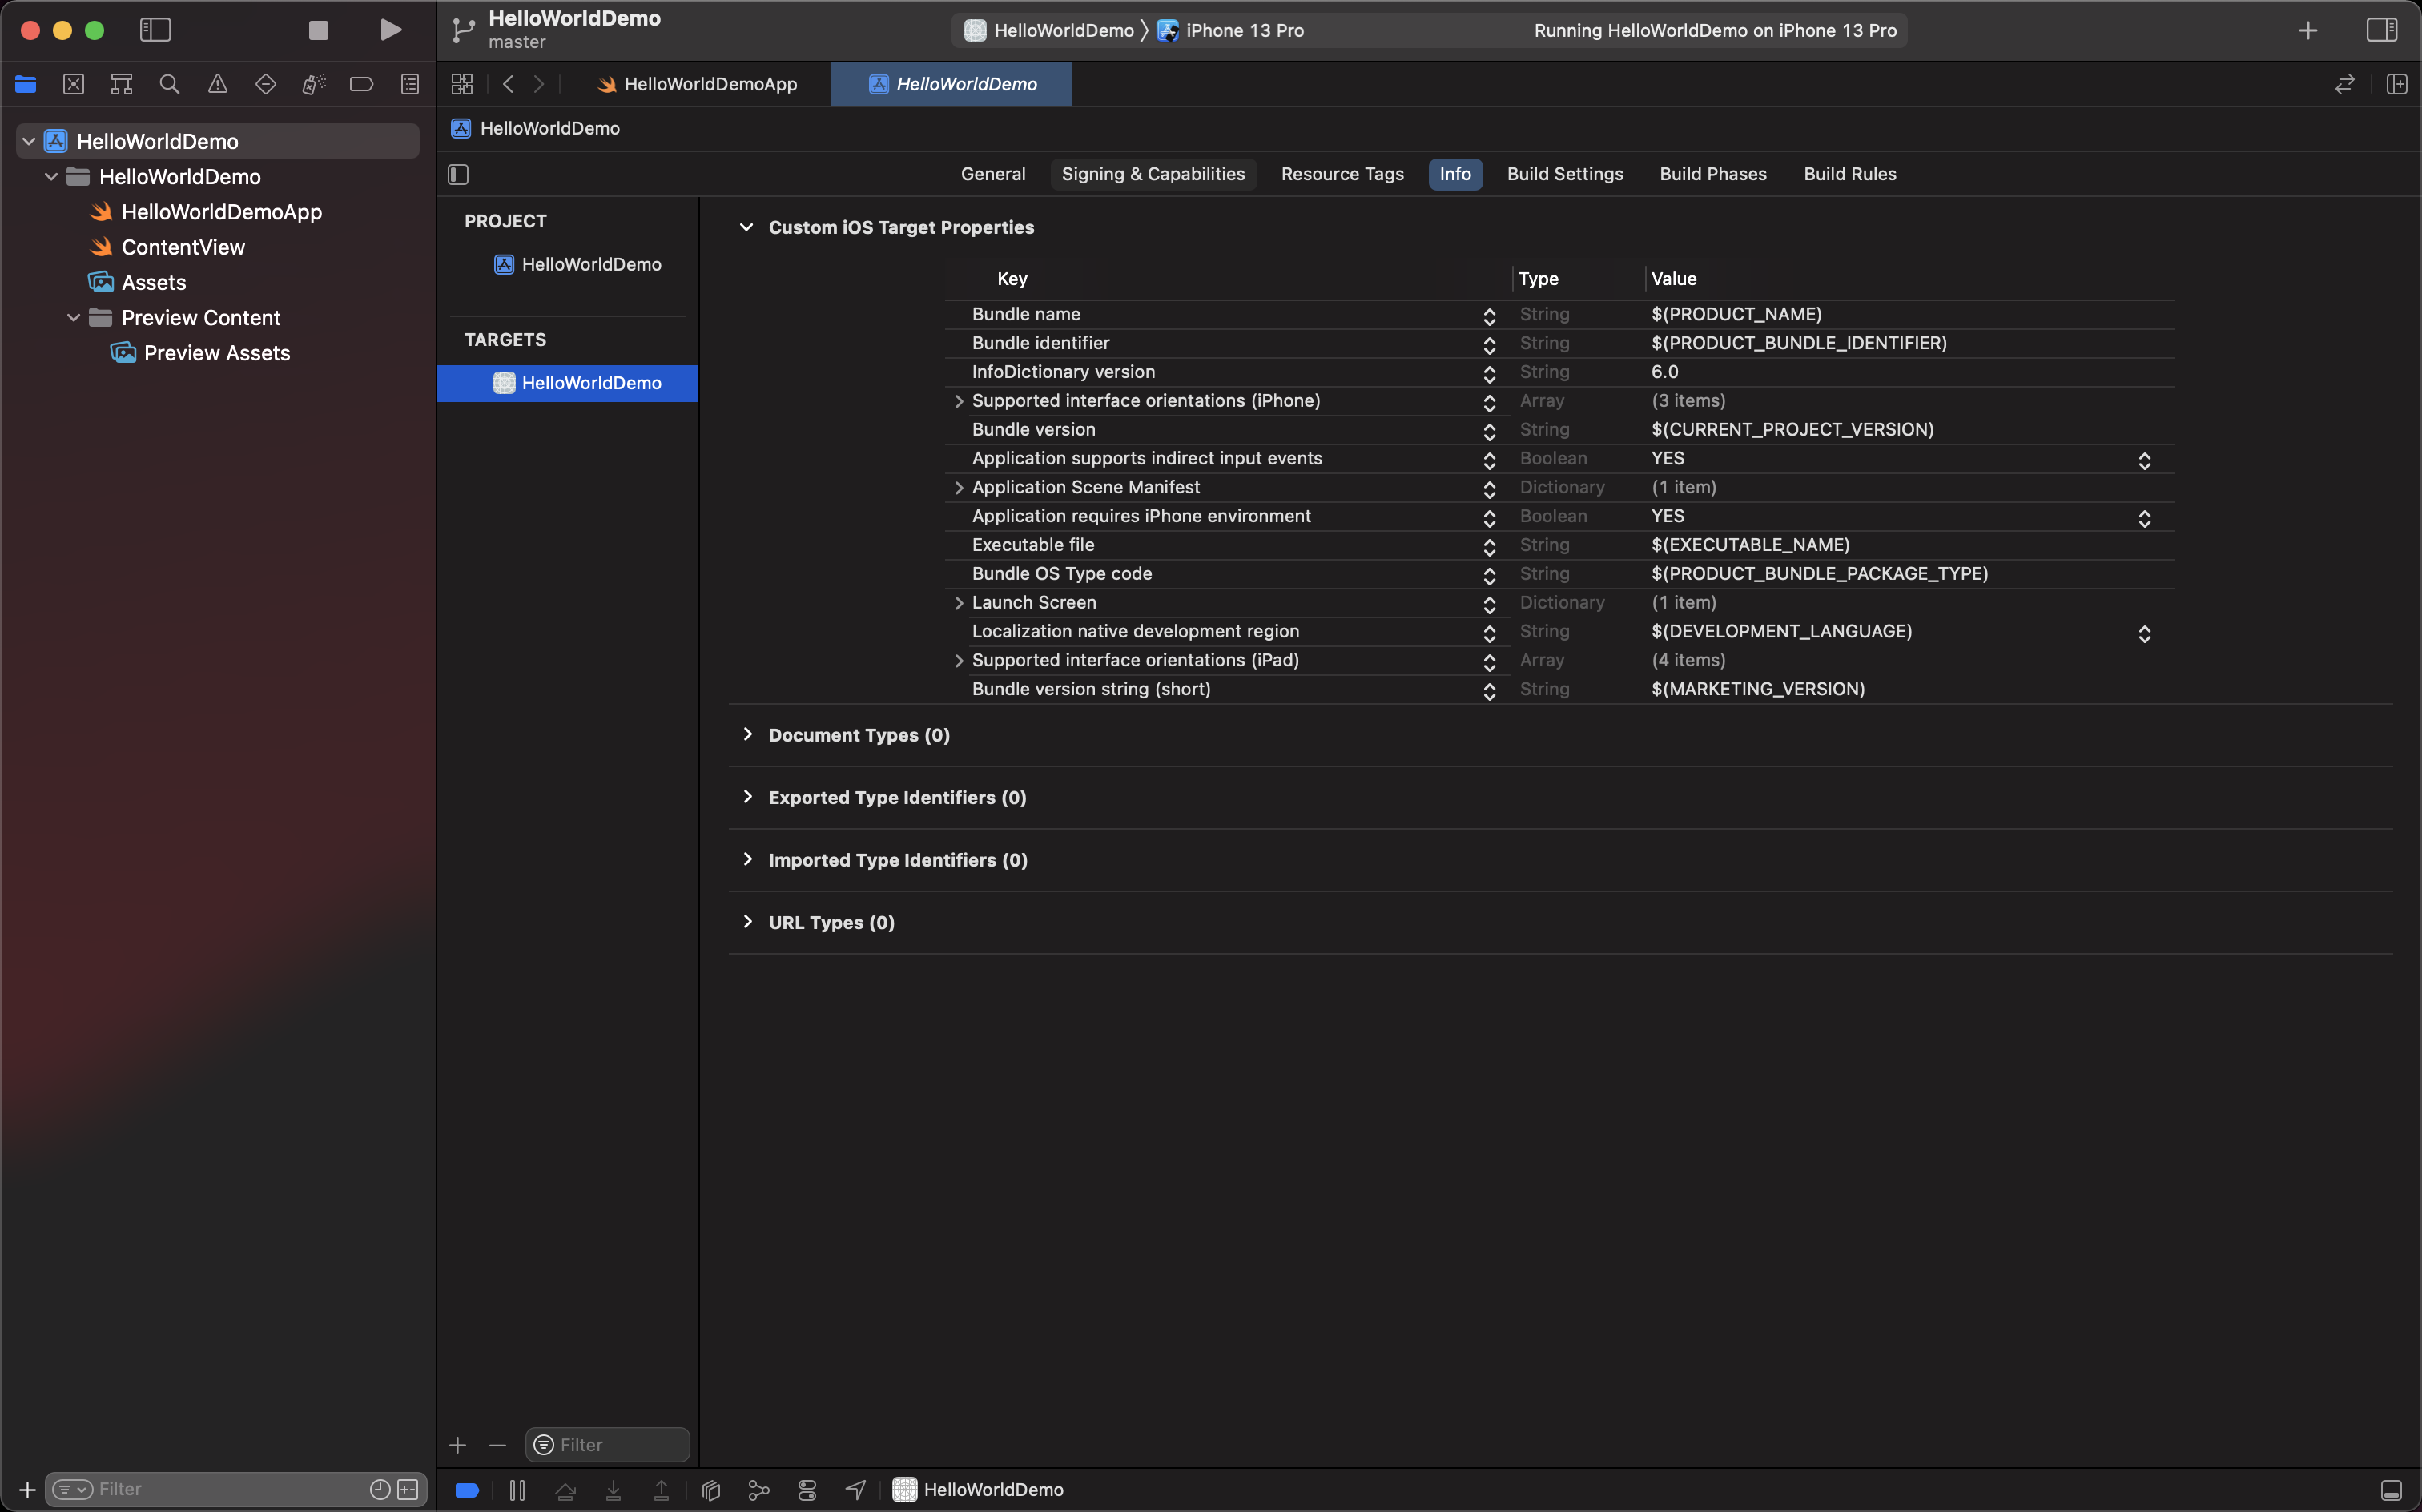 HelloWorldDemo
master
HelloWorldDemo
iPhone 13 Pro
Running HelloWorldDemo on iPhone 13 Pro
HelloWorldDemoApp
HelloWorldDemo
HelloWorldDemo
HelloWorldDemo
HelloWorldDemo
HelloWorldDemoApp
ContentView
Assets
Preview Content
Preview Assets
General
Signing & Capabilities
Resource Tags
Info
Build Settings
Build Phases
Build Rules
PROJECT
HelloWorldDemo
TARGETS
HelloWorldDemo
Custom iOS Target Properties
Key Type Value
Bundle name String $(PRODUCT_NAME)
Bundle identifier String $(PRODUCT_BUNDLE_IDENTIFIER)
InfoDictionary version String 6.0
Supported interface orientations (iPhone) Array (3 items)
Bundle version String $(CURRENT_PROJECT_VERSION)
Application supports indirect input events Boolean YES
Application Scene Manifest Dictionary (1 item)
Application requires iPhone environment Boolean YES
Executable file String $(EXECUTABLE_NAME)
Bundle OS Type code String $(PRODUCT_BUNDLE_PACKAGE_TYPE)
Launch Screen Dictionary (1 item)
Localization native development region String $(DEVELOPMENT_LANGUAGE)
Supported interface orientations (iPad) Array (4 items)
Bundle version string (short) String $(MARKETING_VERSION)
Document Types (0)
Exported Type Identifiers (0)
Imported Type Identifiers (0)
URL Types (0)
Filter
Filter
HelloWorldDemo